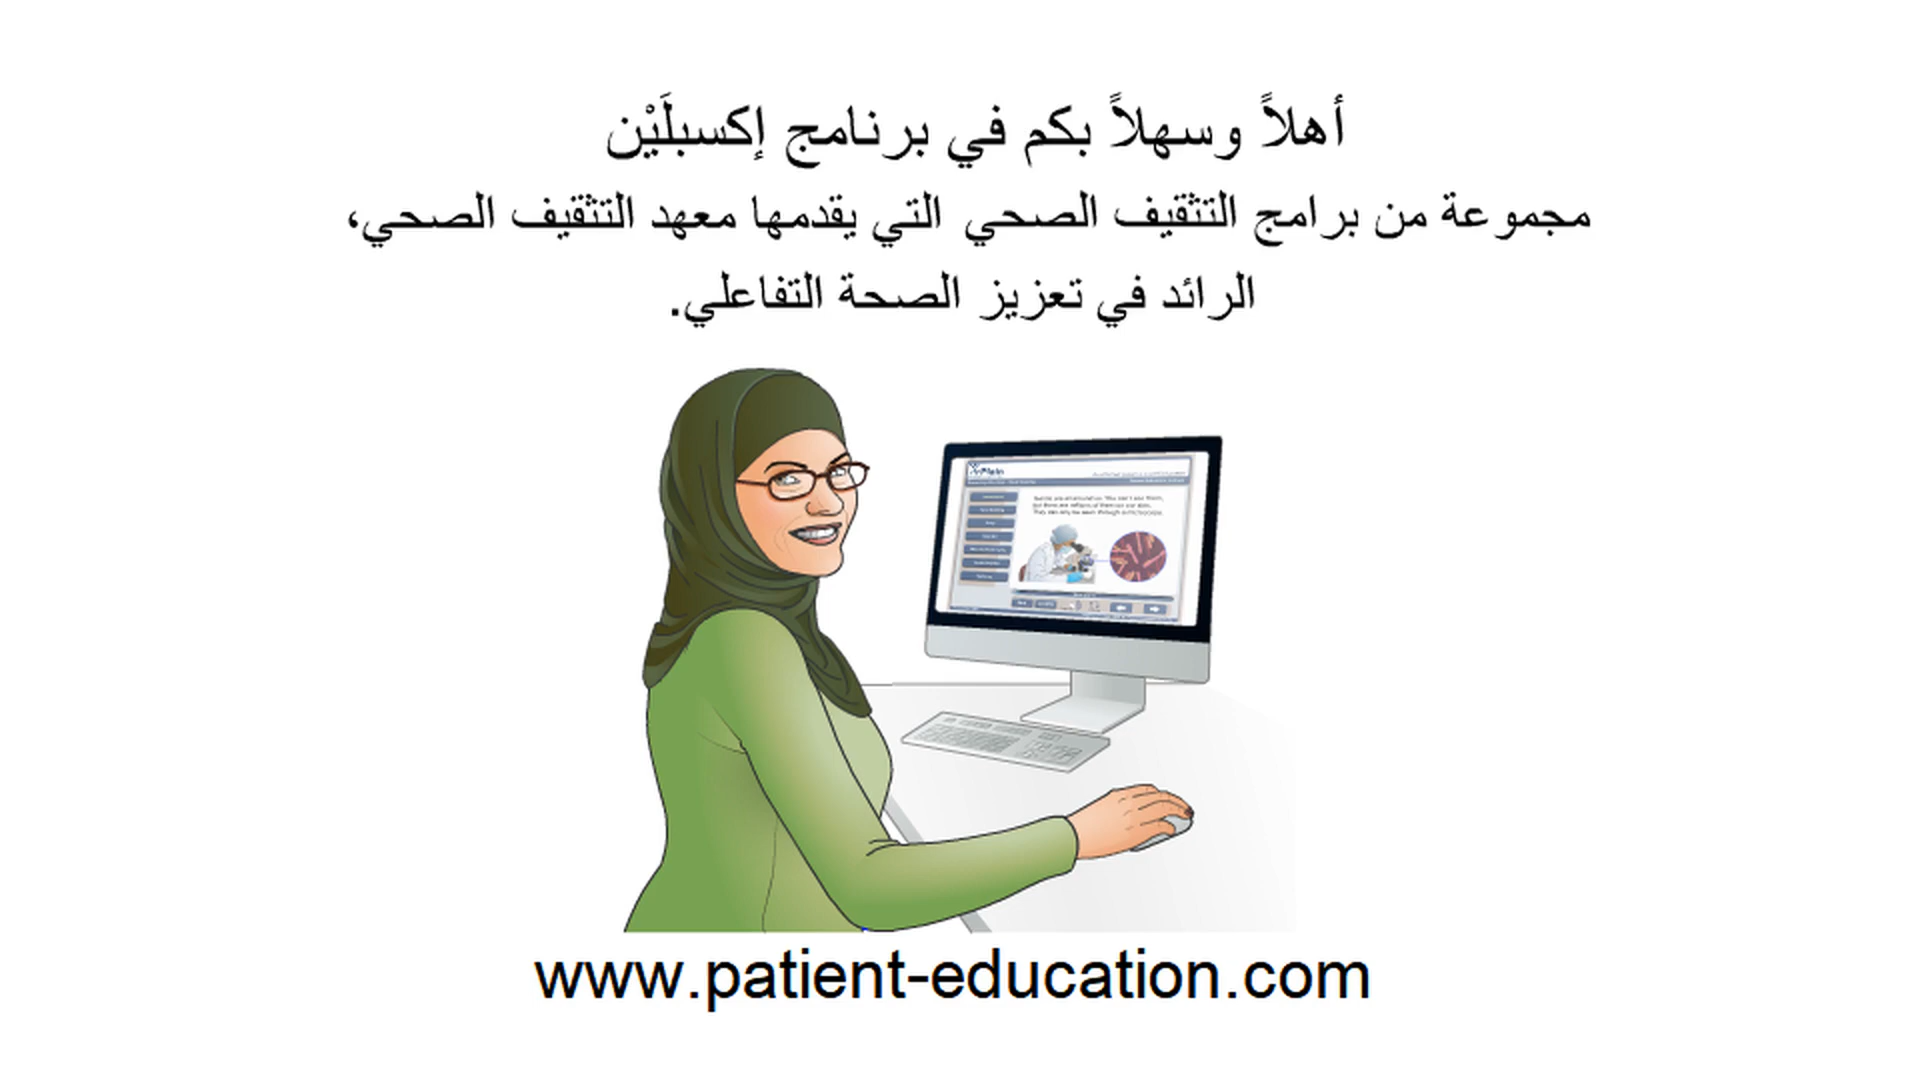 أهلاً وسهلاً بكم في برنامج إكسبلَيْن
مجموعة من برامج التثقيف الصحي التي يقدمها معهد التثقيف الصحي،
الرائد في تعزيز الصحة التفاعلي.
www.patient-education.com